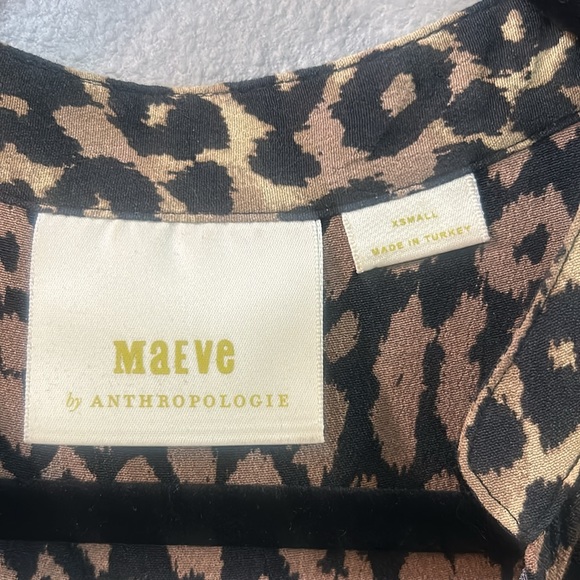 MaEVe
by ANTHROPOLOGIE
XSMALL
MADE IN TURKEY